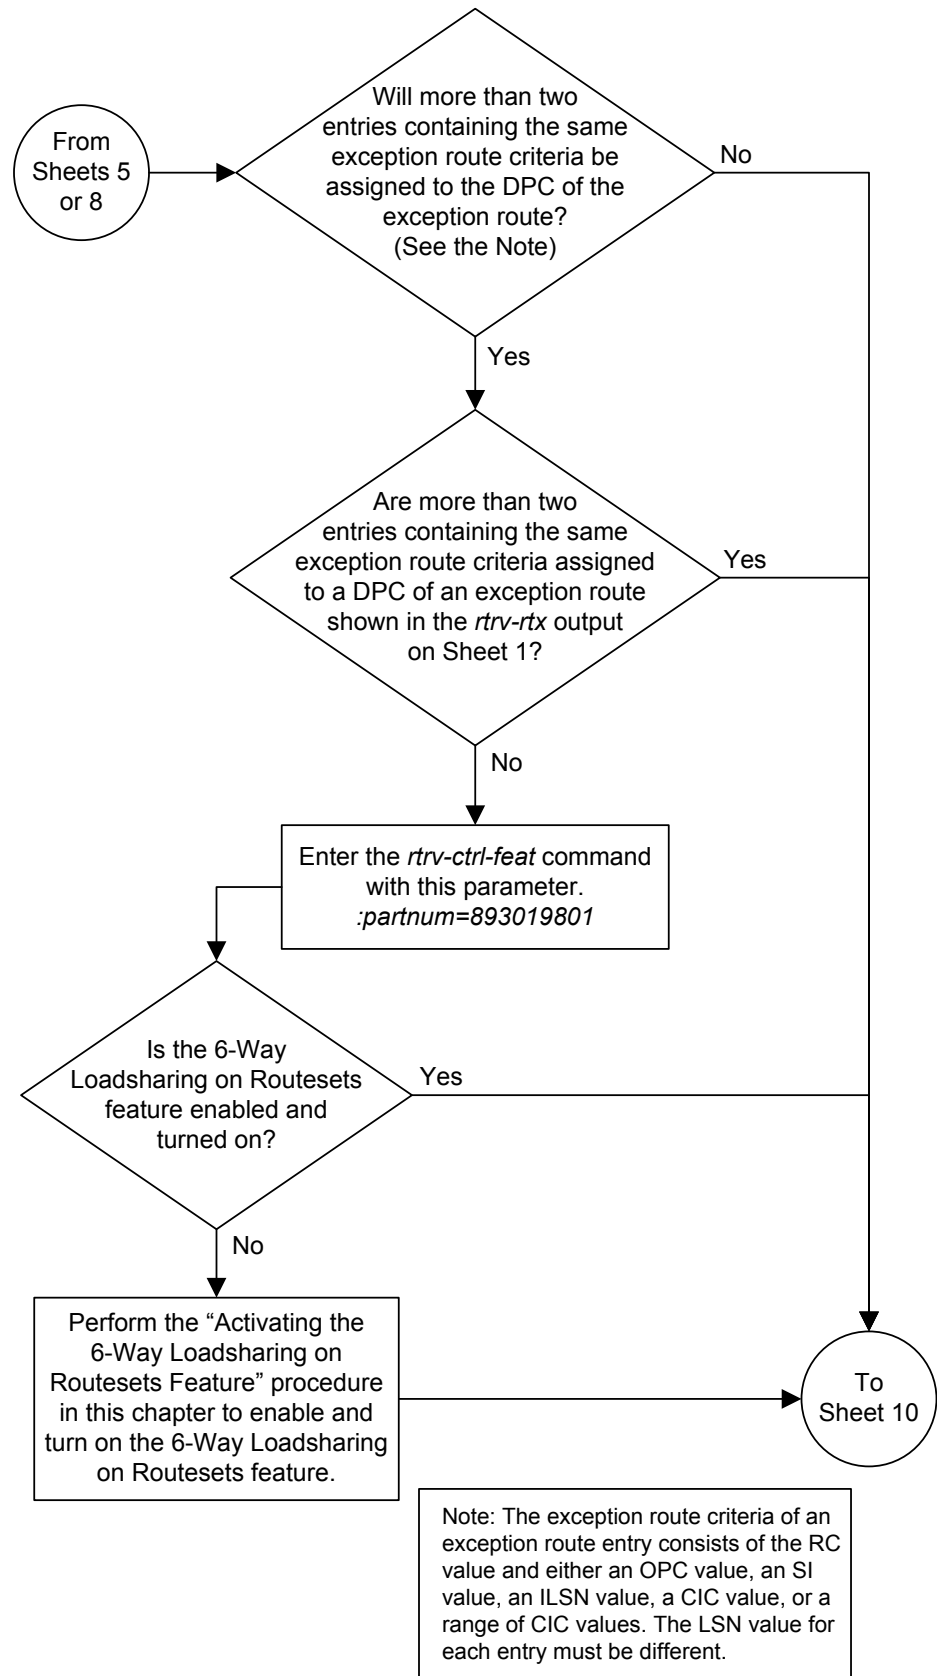 From
Sheets 5
or 8
Will more than two
entries containing the same
exception route criteria be
assigned to the DPC of the
exception route?
(See the Note)
No
Yes
Are more than two
entries containing the same
exception route criteria assigned
to a DPC of an exception route
shown in the rtrv-rtx output
on Sheet 1?
Yes
No
Enter the rtrv-ctrl-feat command
with this parameter.
:partnum=893019801
Is the 6-Way
Loadsharing on Routesets
feature enabled and
turned on?
Yes
No
Perform the “Activating the
6-Way Loadsharing on
Routesets Feature” procedure
in this chapter to enable and
turn on the 6-Way Loadsharing
on Routesets feature.
To
Sheet 10
Note: The exception route criteria of an
exception route entry consists of the RC
value and either an OPC value, an SI
value, an ILSN value, a CIC value, or a
range of CIC values. The LSN value for
each entry must be different.